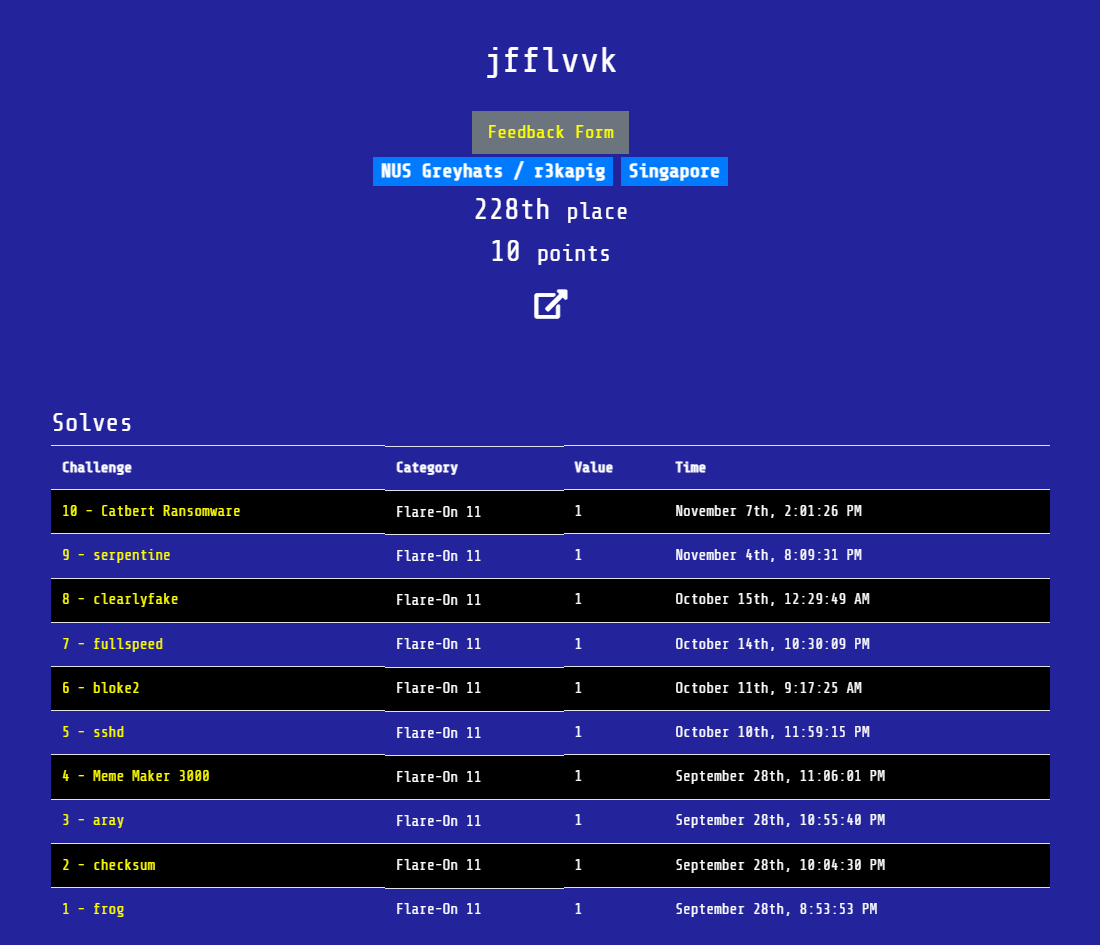 jfflvvk
Feedback Form
NUS Greyhats / r3kapig Singapore
228th place
10 points
Solves
Challenge Category Value Time
10 - Catbert Ransomware Flare-On 11 1 November 7th, 2:01:26 PM
9 - serpentine Flare-On 11 1 November 4th, 8:09:31 PM
8 - clearlyfake Flare-On 11 1 October 15th, 12:29:49 AM
7 - fullspeed Flare-On 11 1 October 14th, 10:30:09 PM
6 - bloke2 Flare-On 11 1 October 11th, 9:17:25 AM
5 - sshd Flare-On 11 1 October 10th, 11:59:15 PM
4 - Meme Maker 3000 Flare-On 11 1 September 28th, 11:06:01 PM
3 - aray Flare-On 11 1 September 28th, 10:55:40 PM
2 - checksum Flare-On 11 1 September 28th, 10:04:30 PM
1 - frog Flare-On 11 1 September 28th, 8:53:53 PM